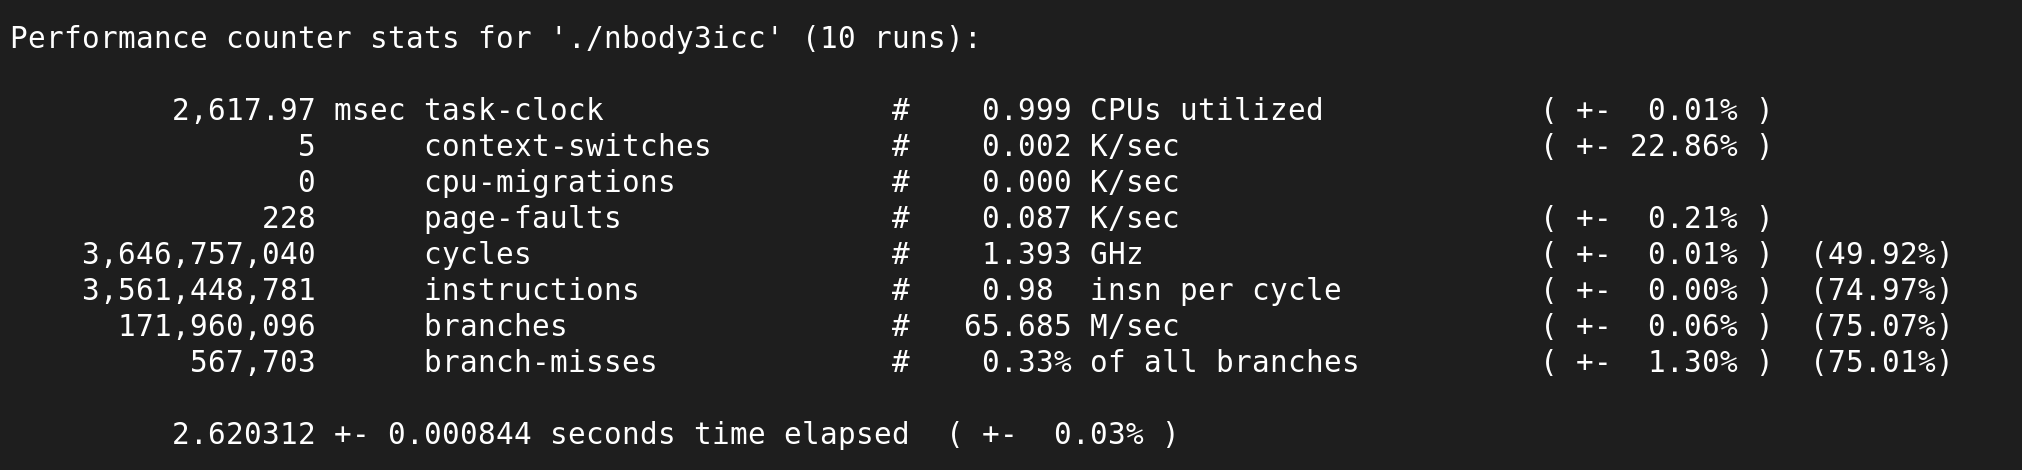 Performance counter stats for './nbody3icc' (10 runs):
2,617.97 msec task-clock # 0.999 CPUs utilized ( +- 0.01% )
5 context-switches # 0.002 K/sec ( +- 22.86% )
0 cpu-migrations # 0.000 K/sec
228 page-faults # 0.087 K/sec ( +- 0.21% )
3,646,757,040 cycles # 1.393 GHz ( +- 0.01% ) (49.92%)
3,561,448,781 instructions # 0.98 insn per cycle ( +- 0.00% ) (74.97%)
171,960,096 branches # 65.685 M/sec ( +- 0.06% ) (75.07%)
567,703 branch-misses # 0.33% of all branches ( +- 1.30% ) (75.01%)
2.620312 +- 0.000844 seconds time elapsed ( +- 0.03% )